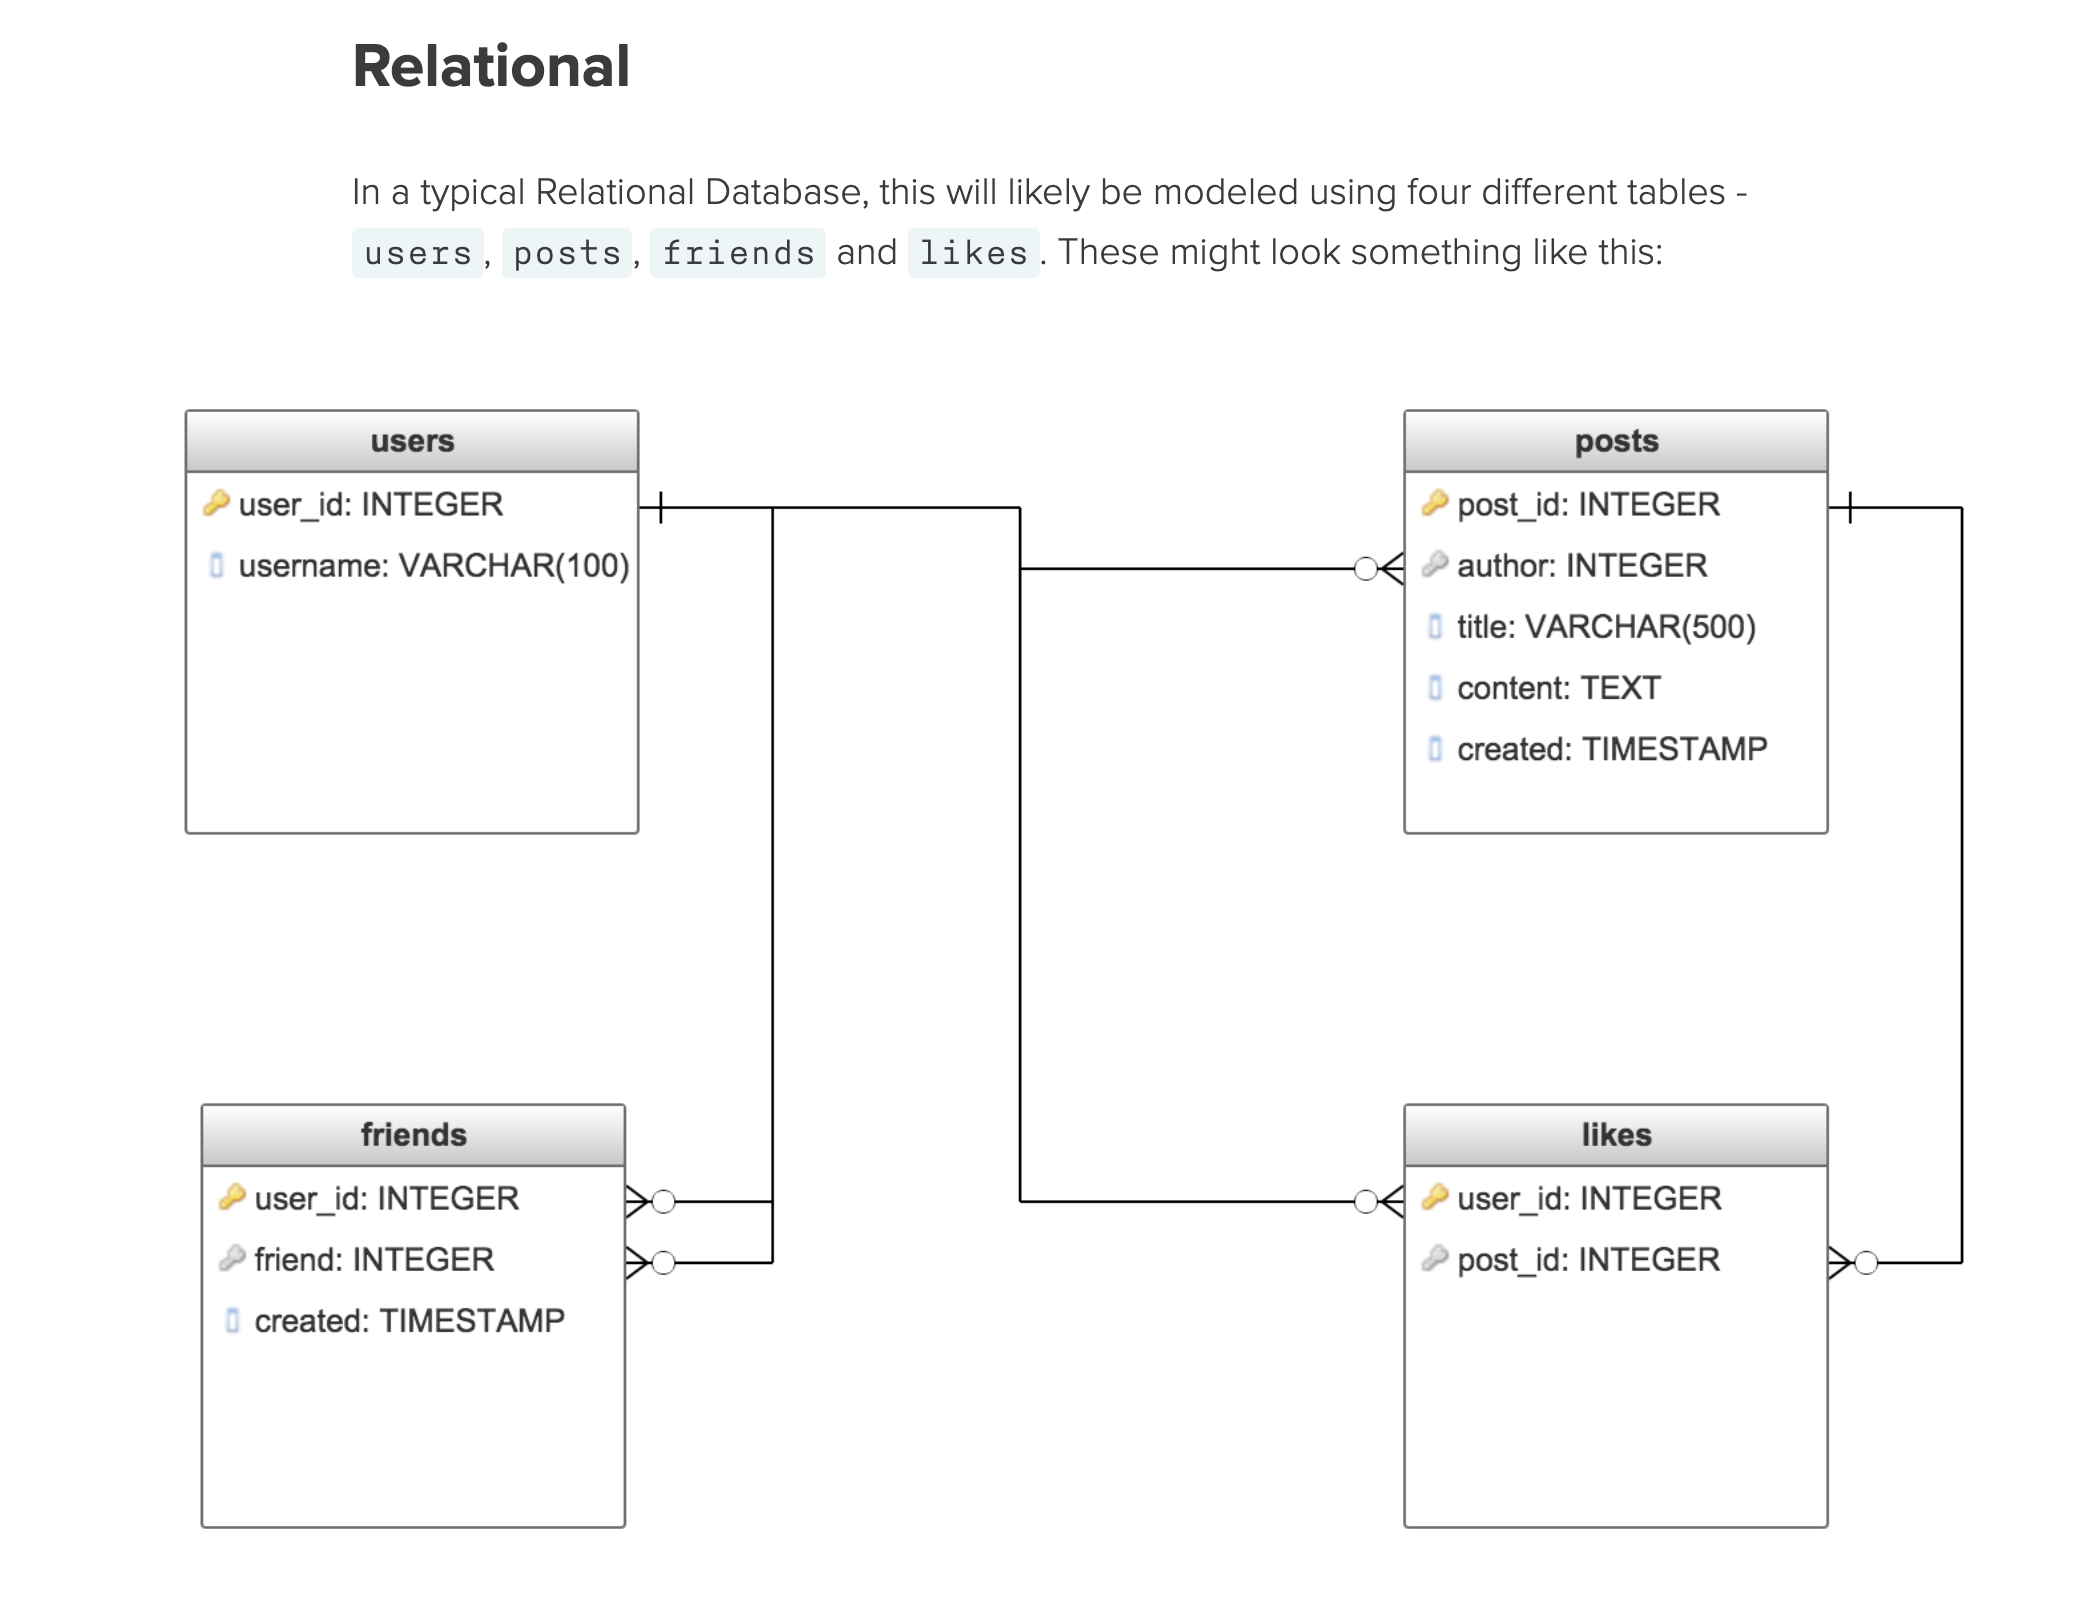 Relational
In a typical Relational Database, this will likely be modeled using four different tables -
users, posts, friends and likes. These might look something like this:
users
user_id: INTEGER
username: VARCHAR(100)
posts
post_id: INTEGER
author: INTEGER
title: VARCHAR(500)
content: TEXT
created: TIMESTAMP
friends
user_id: INTEGER
friend: INTEGER
created: TIMESTAMP
likes
user_id: INTEGER
post_id: INTEGER